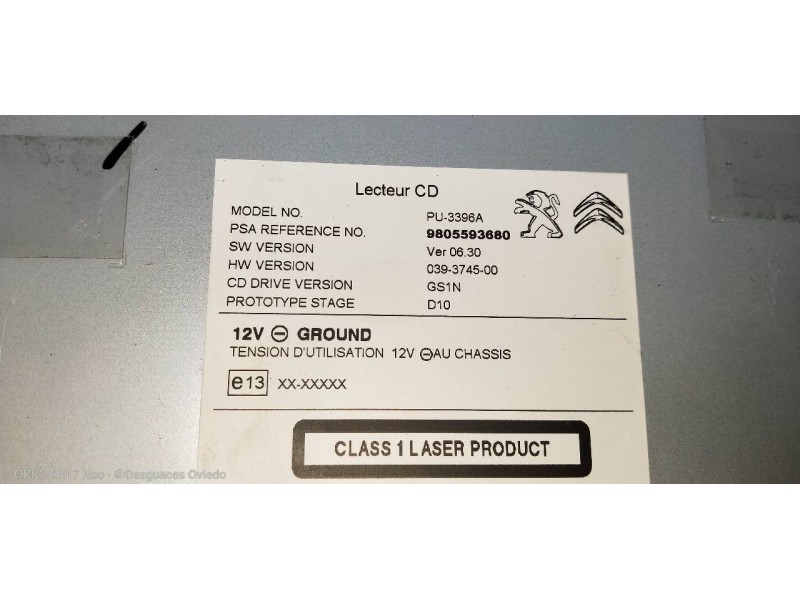 Lecteur CD
MODEL NO. PU-3396A
PSA REFERENCE NO. 9805593680
SW VERSION Ver 06.30
HW VERSION 039-3745-00
CD DRIVE VERSION GS1N
PROTOTYPE STAGE D10
12V ⊖ GROUND
TENSION D'UTILISATION 12V ⊖AU CHASSIS
e13 XX-XXXXX
CLASS 1 LASER PRODUCT
©Desguaces Oviedo